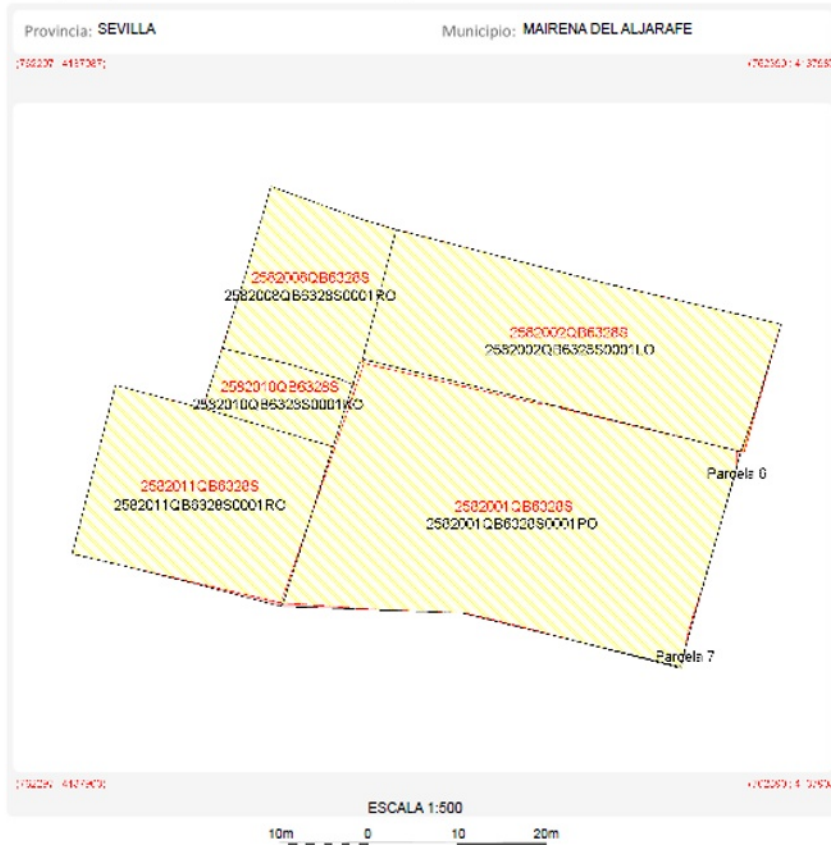 Provincia: SEVILLA
Municipio: MAIRENA DEL ALJARAFE
2582008QB6328S
2582008QB6328S0001RO
2582002QB6328S
2582002QB6328S0001LO
2582010QB6328S
2582011QB6328S
2582011QB6328S0001RO
2582001QB6328S
2582001QB6328S0001PO
Parcela 6
Parcela 7
ESCALA 1:500
10m 0 10 20m